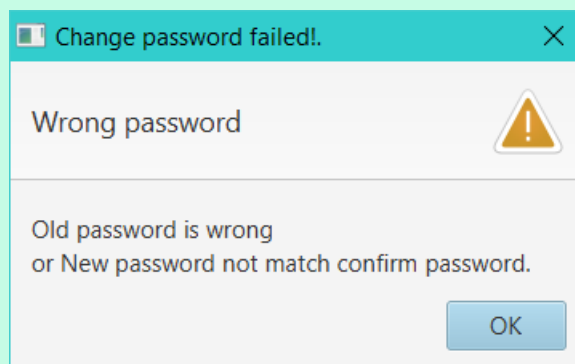 Change password failed!.
Wrong password
Old password is wrong
or New password not match confirm password.
OK